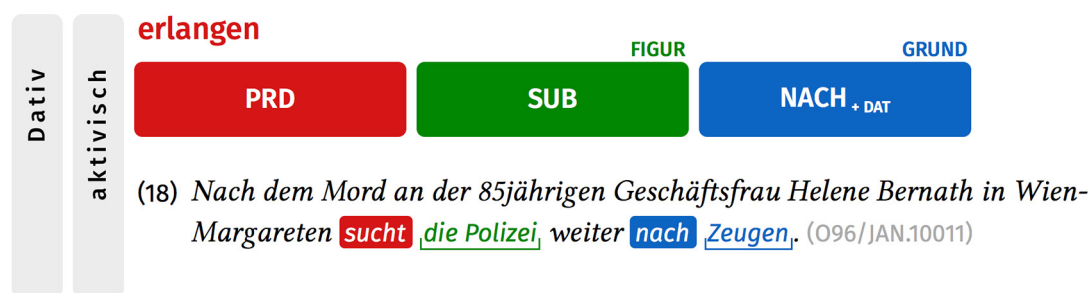 Dativ
aktivisch
erlangen
FIGUR
GRUND
PRD
SUB
NACH + DAT
(18) Nach dem Mord an der 85jährigen Geschäftsfrau Helene Bernath in Wien-
Margareten sucht die Polizei weiter nach Zeugen. (O96/JAN.10011)